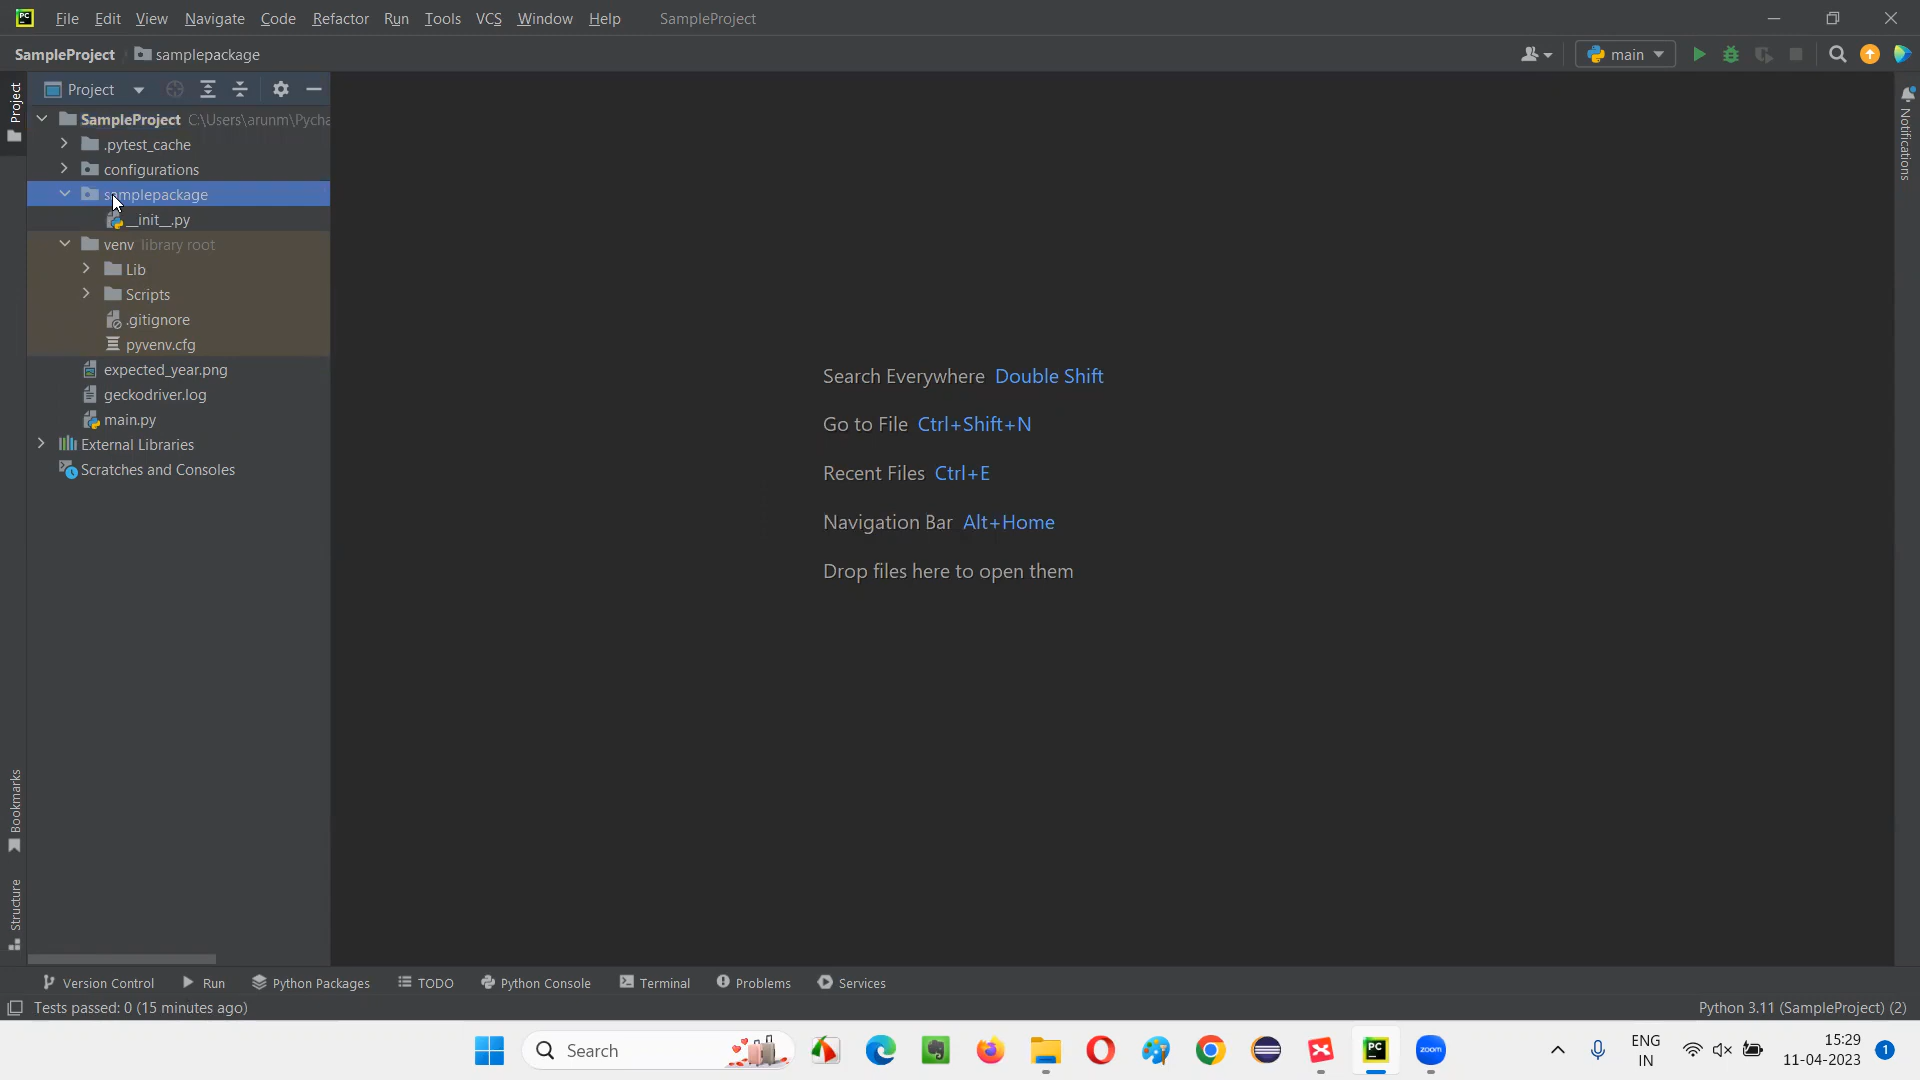 File Edit View Navigate Code Refactor Run Tools VCS Window Help SampleProject
SampleProject samplepackage
main
Project
SampleProject C:\Users\arunm\Pycha
.pytest_cache
configurations
samplepackage
__init__.py
venv library root
Lib
Scripts
.gitignore
pyvenv.cfg
expected_year.png
geckodriver.log
main.py
External Libraries
Scratches and Consoles
Project
Bookmarks
Structure
Search Everywhere Double Shift
Go to File Ctrl+Shift+N
Recent Files Ctrl+E
Navigation Bar Alt+Home
Drop files here to open them
Notifications
Version Control Run Python Packages TODO Python Console Terminal Problems Services
Tests passed: 0 (15 minutes ago) Python 3.11 (SampleProject) (2)
Search
PC
zoom
ENG
IN
15:29
11-04-2023
1